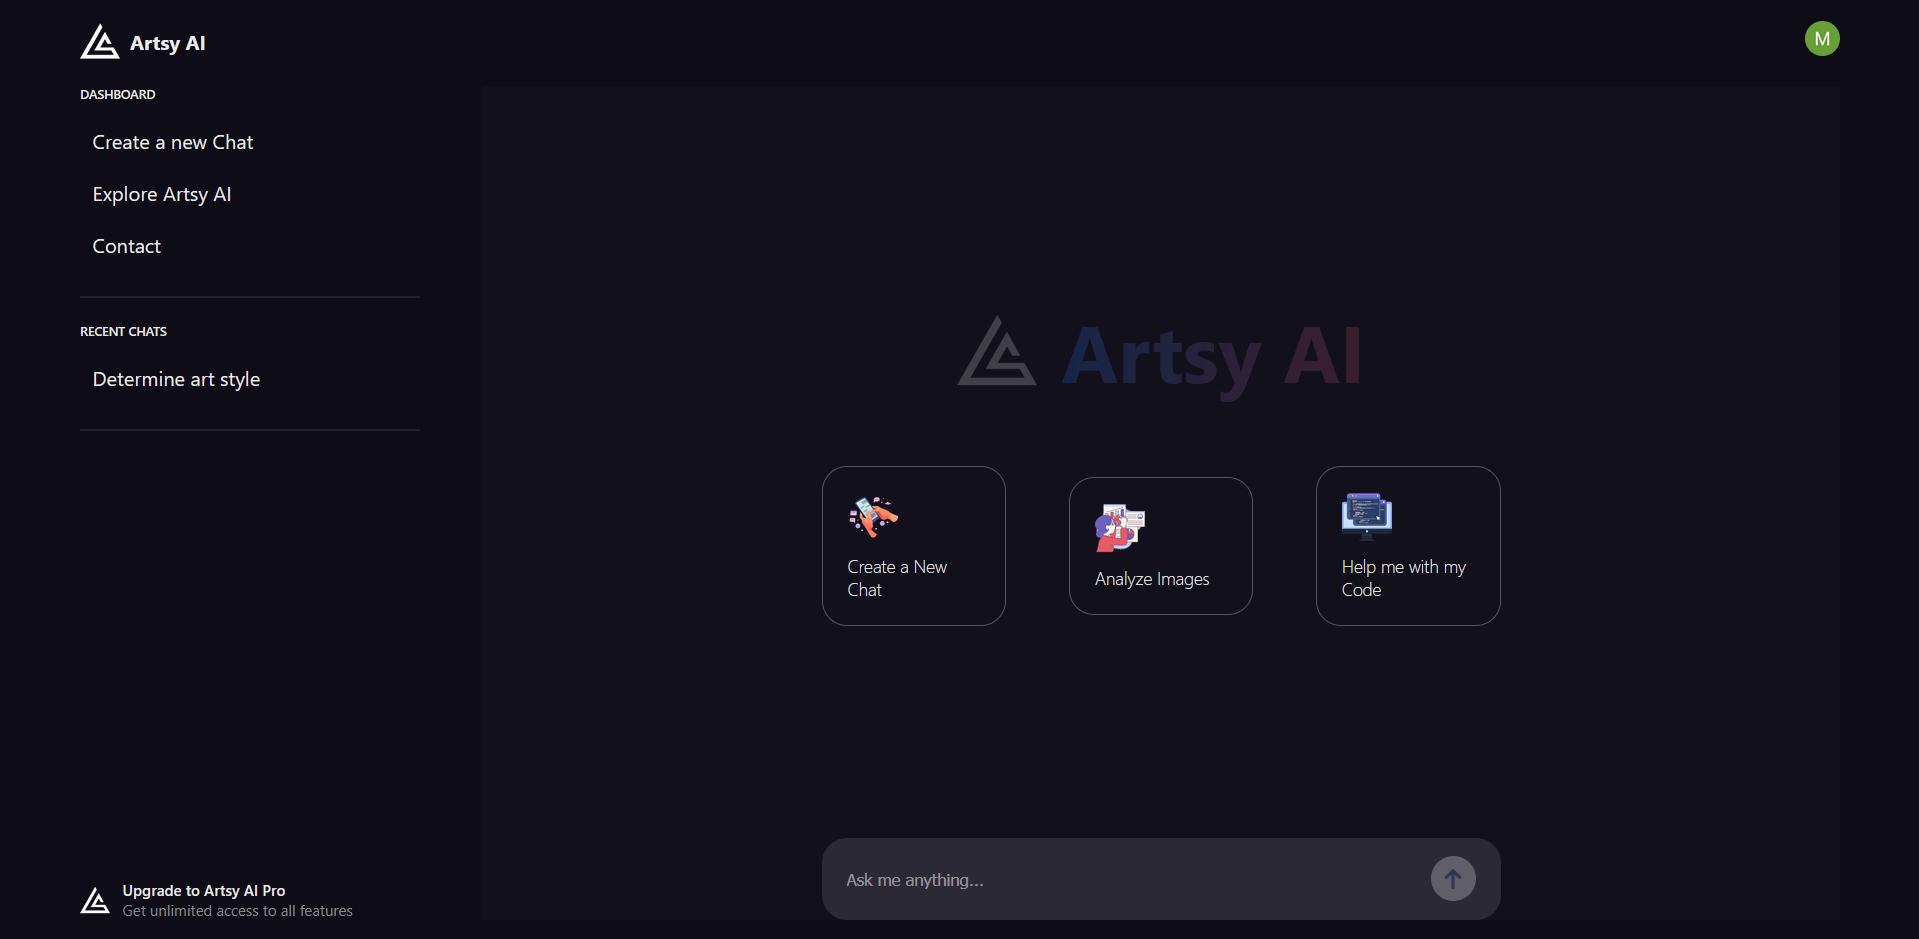 Artsy AI
M
DASHBOARD
Create a new Chat
Explore Artsy AI
Contact
RECENT CHATS
Determine art style
Upgrade to Artsy AI Pro
Get unlimited access to all features
Artsy AI
Create a New
Chat
Analyze Images
Help me with my
Code
Ask me anything...